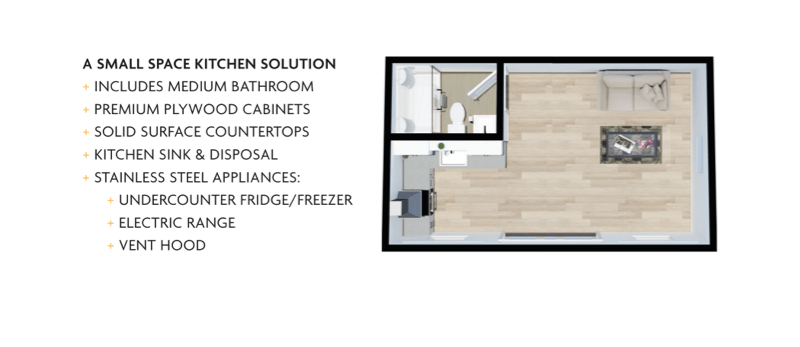 A SMALL SPACE KITCHEN SOLUTION
+ INCLUDES MEDIUM BATHROOM
+ PREMIUM PLYWOOD CABINETS
+ SOLID SURFACE COUNTERTOPS
+ KITCHEN SINK & DISPOSAL
+ STAINLESS STEEL APPLIANCES:
+ UNDERCOUNTER FRIDGE/FREEZER
+ ELECTRIC RANGE
+ VENT HOOD